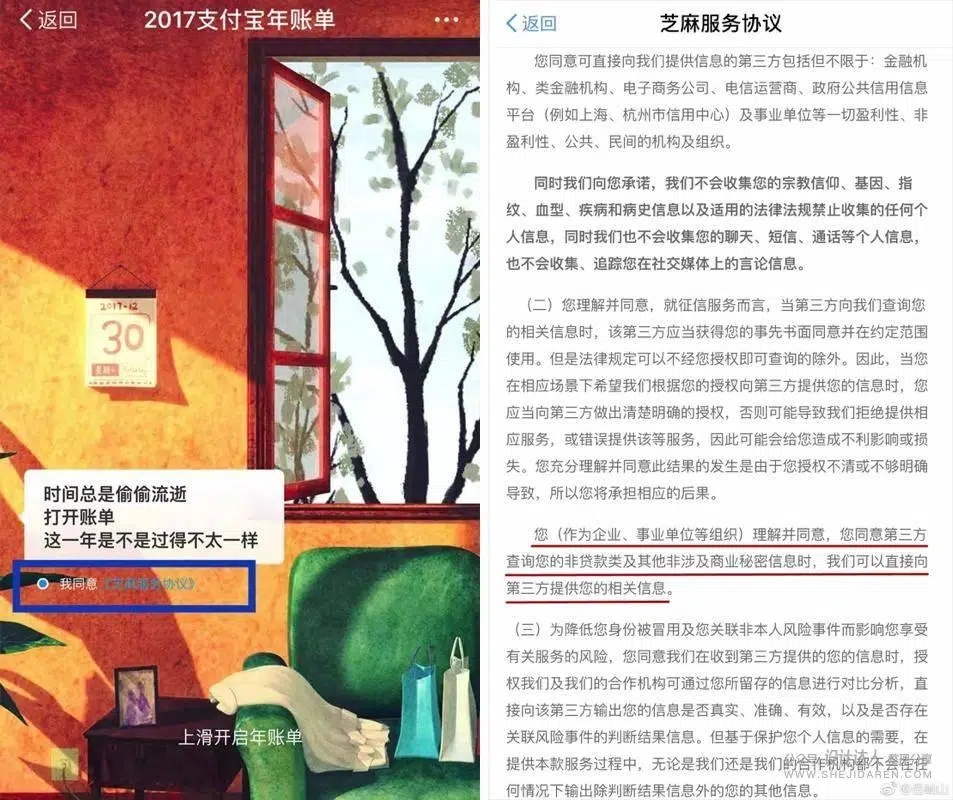 返回
2017支付宝年账单
2017-12
30
时间总是偷偷流逝
打开账单
这一年是不是过得不太一样
我同意《芝麻服务协议》
上滑开启年账单
返回
芝麻服务协议
您同意可直接向我们提供信息的第三方包括但不限于：金融机
构、类金融机构、电子商务公司、电信运营商、政府公共信用信息
平台（例如上海、杭州市信用中心）及事业单位等一切盈利性、非
盈利性、公共、民间的机构及组织。
同时我们向您承诺，我们不会收集您的宗教信仰、基因、指
纹、血型、疾病和病史信息以及适用的法律法规禁止收集的任何个
人信息，同时我们也不会收集您的聊天、短信、通话等个人信息，
也不会收集、追踪您在社交媒体上的言论信息。
（二）您理解并同意，就征信服务而言，当第三方向我们查询您
的相关信息时，该第三方应当获得您的事先书面同意并在约定范围
使用。但是法律规定可以不经您授权即可查询的除外。因此，当您
在相应场景下希望我们根据您的授权向第三方提供您的信息时，您
应当向第三方做出清楚明确的授权，否则可能导致我们拒绝提供相
应服务，或错误提供该等服务，因此可能会给您造成不利影响或损
失。您充分理解并同意此结果的发生是由于您授权不清或不够明确
导致，所以您将承担相应的后果。
您（作为企业、事业单位等组织）理解并同意，您同意第三方
查询您的非贷款类及其他非涉及商业秘密信息时，我们可以直接向
第三方提供您的相关信息。
（三）为降低您身份被冒用及您关联非本人风险事件而影响您享受
有关服务的风险，您同意我们在收到第三方提供的您的信息时，授
权我们及我们的合作机构可通过您所留存的信息进行对比分析，直
接向该第三方输出您的信息是否真实、准确、有效，以及是否存在
关联风险事件的判断结果信息。但基于保护您个人信息的需要，在
提供本款服务过程中，无论是我们还是我们的合作机构都不会在任
何情况下输出除判断结果信息外的您的其他信息。
设计达人
WWW.SHEJIDAREN.COM